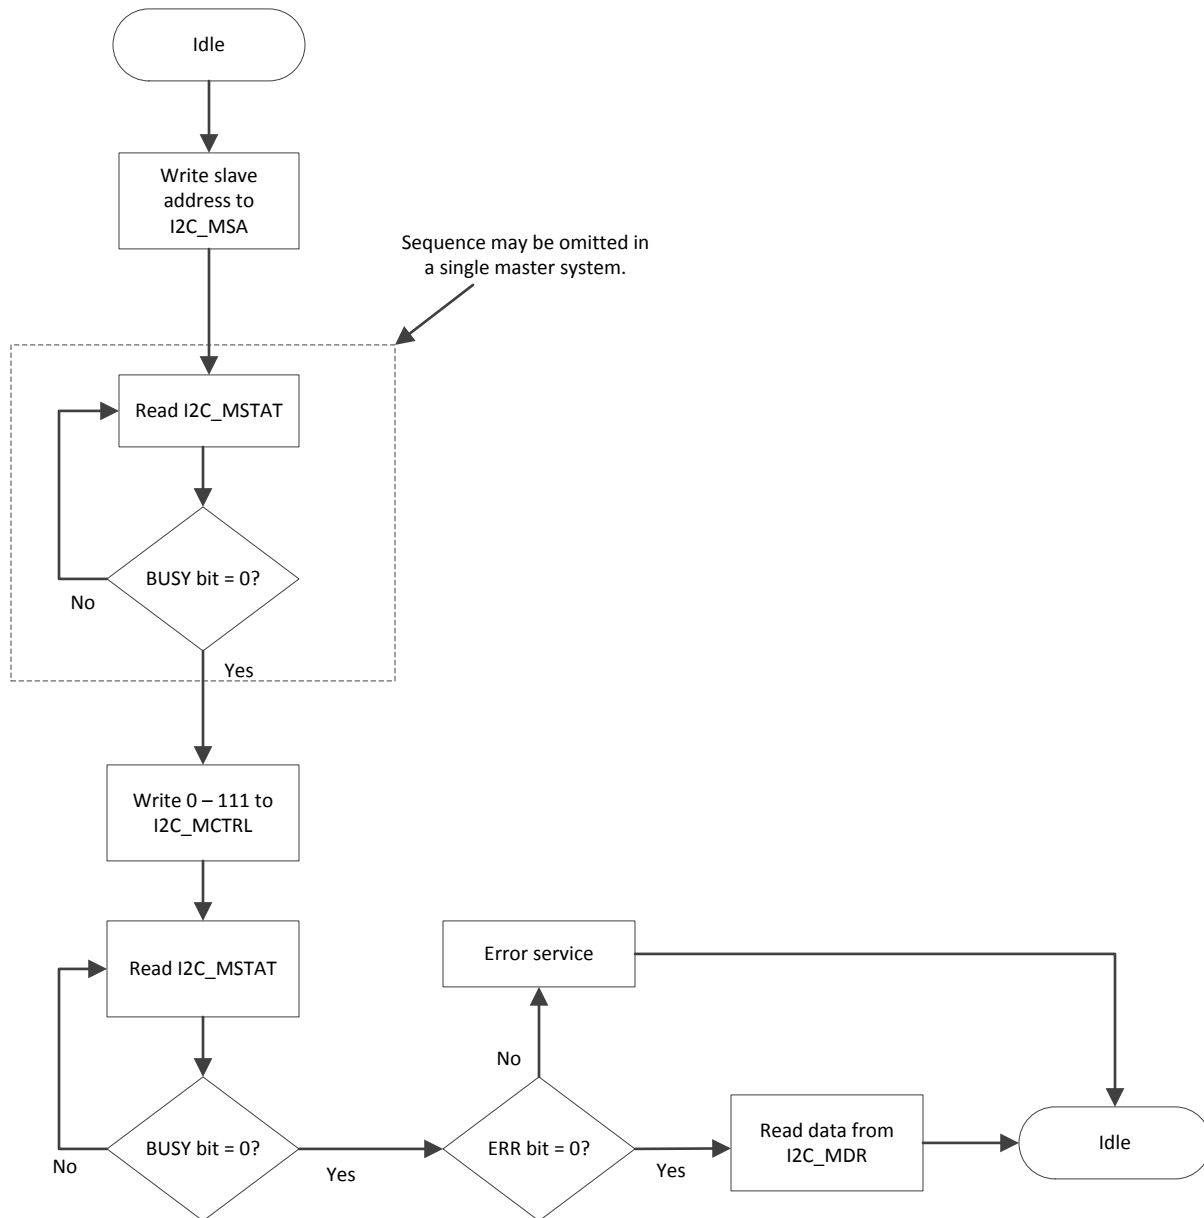 Idle
Write slave
address to
I2C_MSA
Sequence may be omitted in
a single master system.
Read I2C_MSTAT
BUSY bit = 0?
No
Yes
Write 0 – 111 to
I2C_MCTRL
Read I2C_MSTAT
Error service
No
BUSY bit = 0?
No
Yes
ERR bit = 0?
Yes
Read data from
I2C_MDR
Idle